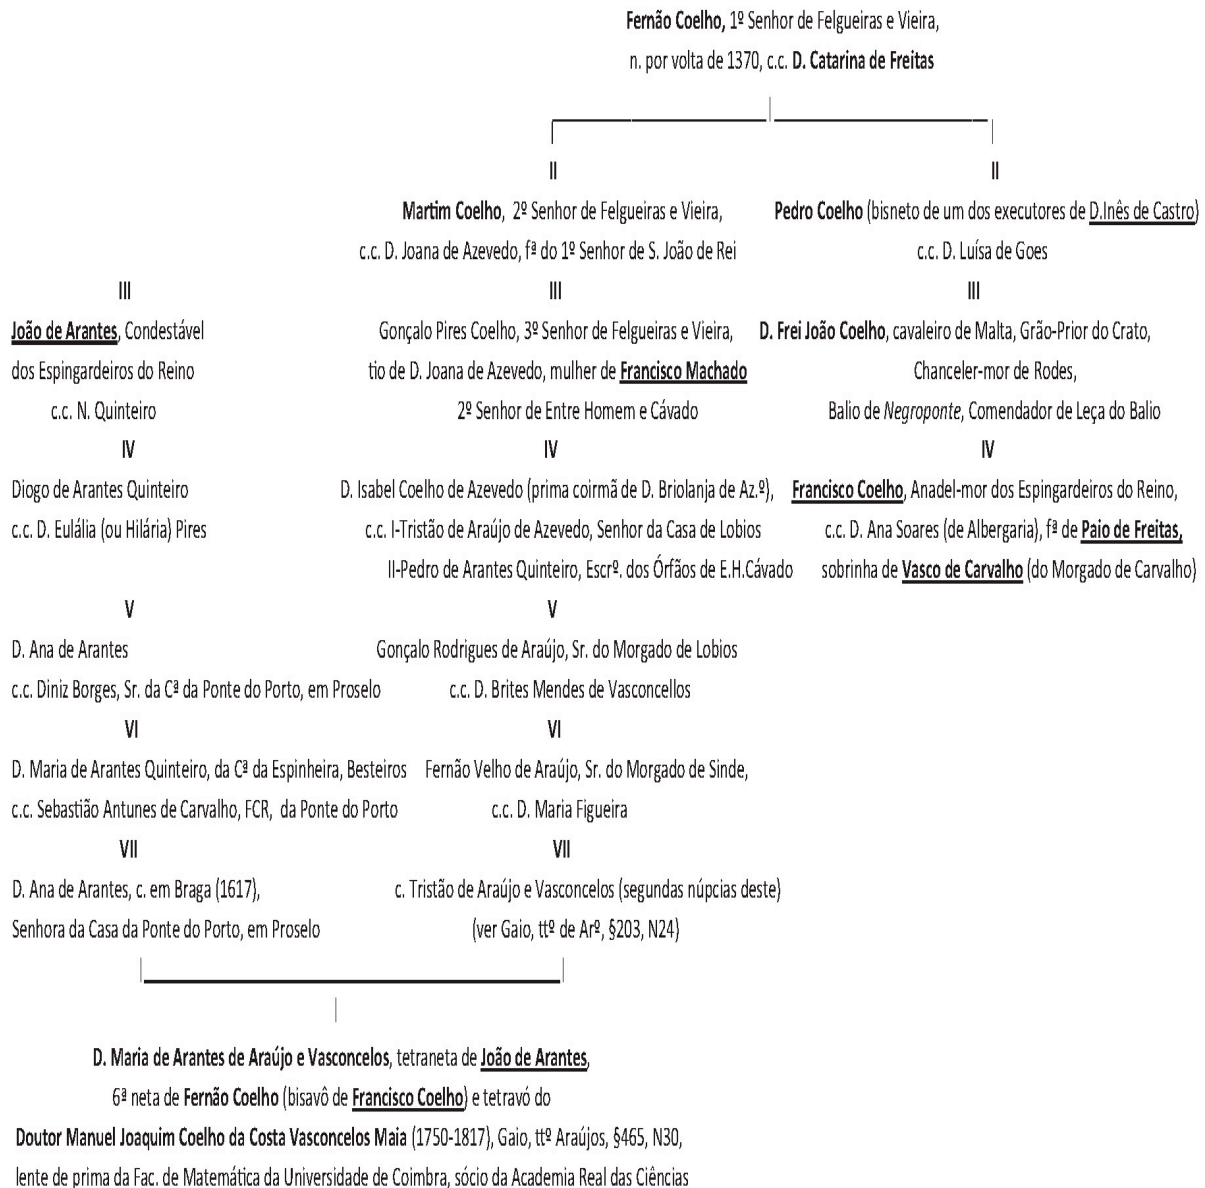 Fernão Coelho, 1º Senhor de Felgueiras e Vieira,
n. por volta de 1370, c.c. D. Catarina de Freitas
II
II
Martim Coelho, 2º Senhor de Felgueiras e Vieira,
c.c. D. Joana de Azevedo, fª do 1º Senhor de S. João de Rei
Pedro Coelho (bisneto de um dos executores de D.Inês de Castro)
c.c. D. Luísa de Goes
III
III
III
João de Arantes, Condestável
dos Espingardeiros do Reino
c.c. N. Quinteiro
Gonçalo Pires Coelho, 3º Senhor de Felgueiras e Vieira,
tio de D. Joana de Azevedo, mulher de Francisco Machado
2º Senhor de Entre Homem e Cávado
D. Frei João Coelho, cavaleiro de Malta, Grão-Prior do Crato,
Chanceler-mor de Rodes,
Balio de Negroponte, Comendador de Leça do Balio
IV
IV
IV
Diogo de Arantes Quinteiro
c.c. D. Eulália (ou Hilária) Pires
D. Isabel Coelho de Azevedo (prima coirmã de D. Briolanja de Az.º),
c.c. I-Tristão de Araújo de Azevedo, Senhor da Casa de Lobios
II-Pedro de Arantes Quinteiro, Escrº. dos Órfãos de E.H.Cávado
Francisco Coelho, Anadel-mor dos Espingardeiros do Reino,
c.c. D. Ana Soares (de Albergaria), fª de Paio de Freitas,
sobrinha de Vasco de Carvalho (do Morgado de Carvalho)
V
V
D. Ana de Arantes
c.c. Diniz Borges, Sr. da Cª da Ponte do Porto, em Proselo
Gonçalo Rodrigues de Araújo, Sr. do Morgado de Lobios
c.c. D. Brites Mendes de Vasconcellos
VI
VI
D. Maria de Arantes Quinteiro, da Cª da Espinheira, Besteiros
c.c. Sebastião Antunes de Carvalho, FCR, da Ponte do Porto
Fernão Velho de Araújo, Sr. do Morgado de Sinde,
c.c. D. Maria Figueira
VII
VII
D. Ana de Arantes, c. em Braga (1617),
Senhora da Casa da Ponte do Porto, em Proselo
c. Tristão de Araújo e Vasconcelos (segundas núpcias deste)
(ver Gaio, ttº de Arº, §203, N24)
D. Maria de Arantes de Araújo e Vasconcelos, tetraneta de João de Arantes,
6ª neta de Fernão Coelho (bisavô de Francisco Coelho) e tetravó do
Doutor Manuel Joaquim Coelho da Costa Vasconcelos Maia (1750-1817), Gaio, ttº Araújos, §465, N30,
lente de prima da Fac. de Matemática da Universidade de Coimbra, sócio da Academia Real das Ciências